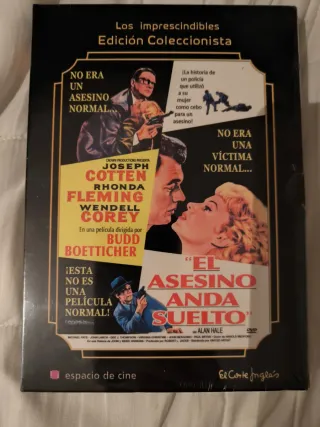 Los imprescindibles
Edición Coleccionista
NO ERA
UN
ASESINO
NORMAL...
¡La historia de
un policía
que utilizó
a su
mujer como
cebo para
un asesino!
CROWN PRODUCTIONS PRESENTA
JOSEPH
COTTEN
RHONDA
FLEMING
WENDELL
COREY
En una película dirigida por
BUDD
BOETTICHER
NO ERA
UNA
VÍCTIMA
NORMAL...
¡ESTA
NO ES
UNA
PELÍCULA
NORMAL!
"EL
ASESINO
ANDA
SUELTO"
ALAN HALE
espacio de cine
El Corte Inglés